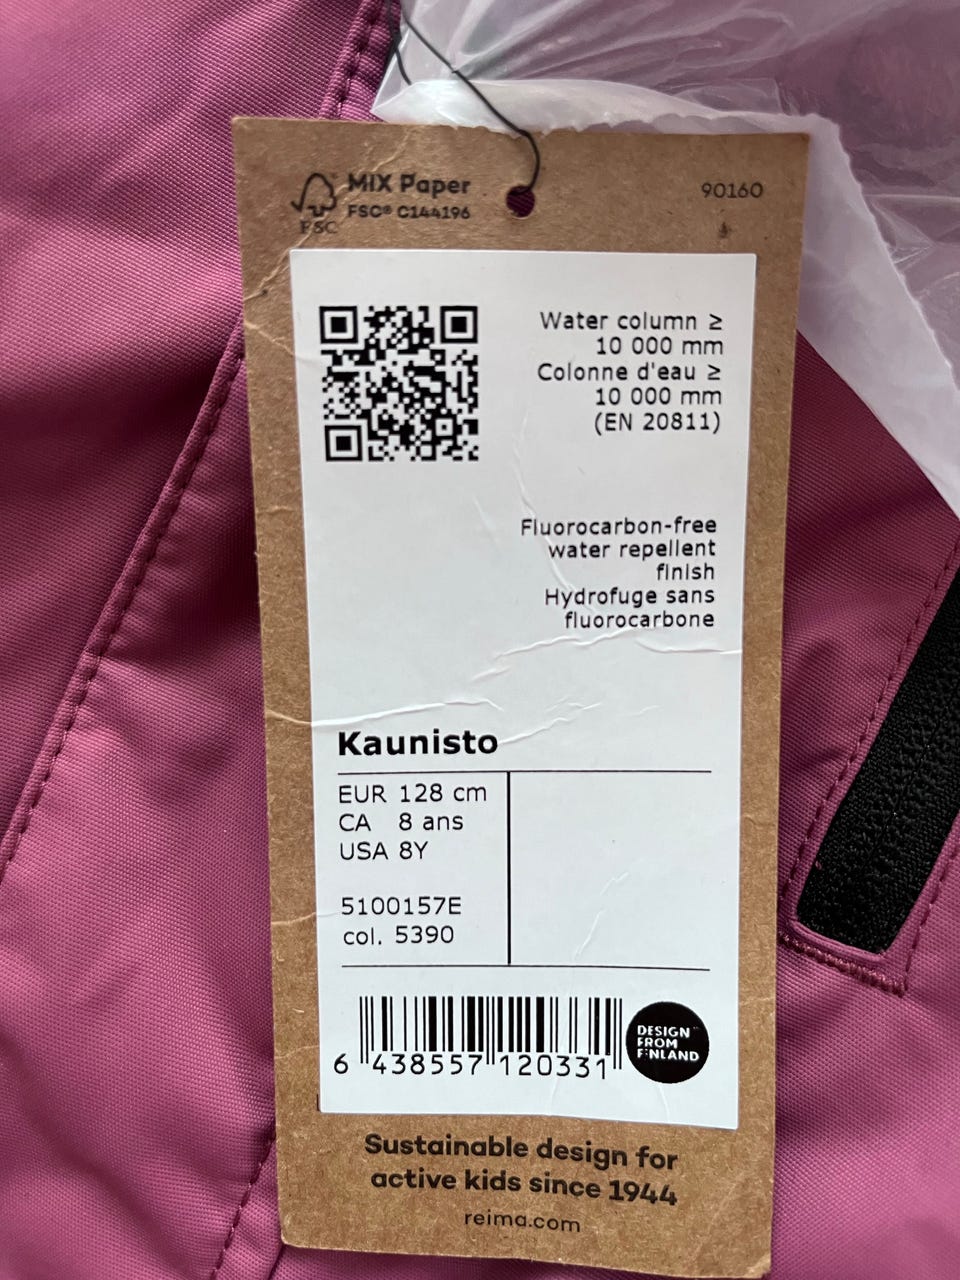 MIX Paper
FSC® C144196
FSC
90160
Water column ≥
10 000 mm
Colonne d'eau ≥
10 000 mm
(EN 20811)
Fluorocarbon-free
water repellent
finish
Hydrofuge sans
fluorocarbone
Kaunisto
EUR 128 cm
CA 8 ans
USA 8Y
5100157E
col. 5390
6 438557 120331
DESIGN
FROM
FINLAND
Sustainable design for
active kids since 1944
reima.com